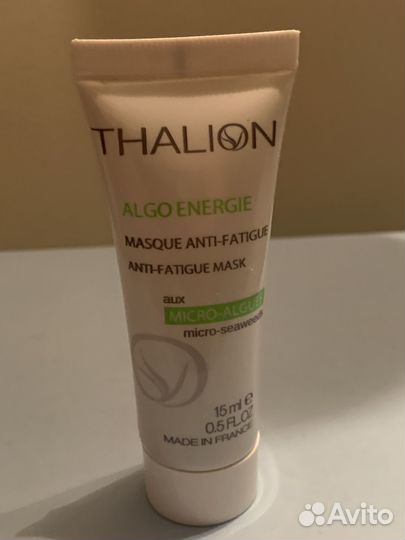 THALION
ALGO ENERGIE
MASQUE ANTI-FATIGUE
ANTI-FATIGUE MASK
aux
MICRO-ALGUES
micro-seaweeds
15 ml e
0.5 FL.OZ
MADE IN FRANCE
Avito